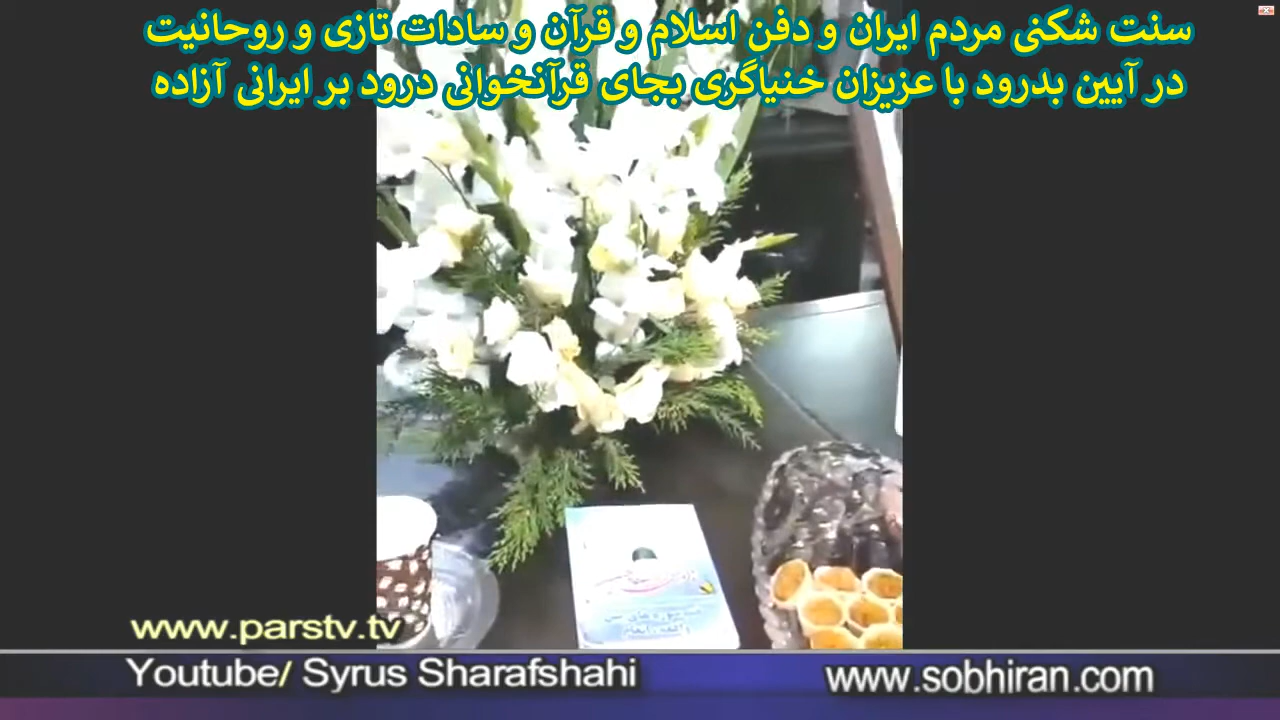 سنت شکنی مردم ایران و دفن اسلام و قرآن و سادات تازی و روحانیت
در آیین بدرود با عزیزان خنیاگری بجای قرآنخوانی درود بر ایرانی آزاده
www.parstv.tv
Youtube/ Syrus Sharafshahi
www.sobhiran.com